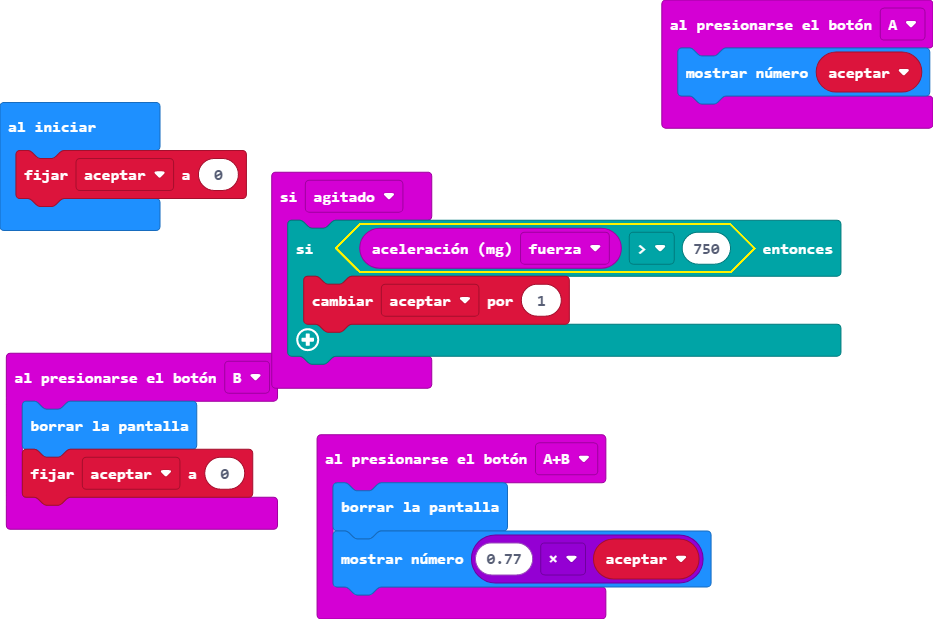 al presionarse el botón A
mostrar número aceptar
al iniciar
fijar aceptar a 0
si agitado
si aceleración (mg) fuerza > 750 entonces
cambiar aceptar por 1
al presionarse el botón B
borrar la pantalla
fijar aceptar a 0
al presionarse el botón A+B
borrar la pantalla
mostrar número 0.77 × aceptar